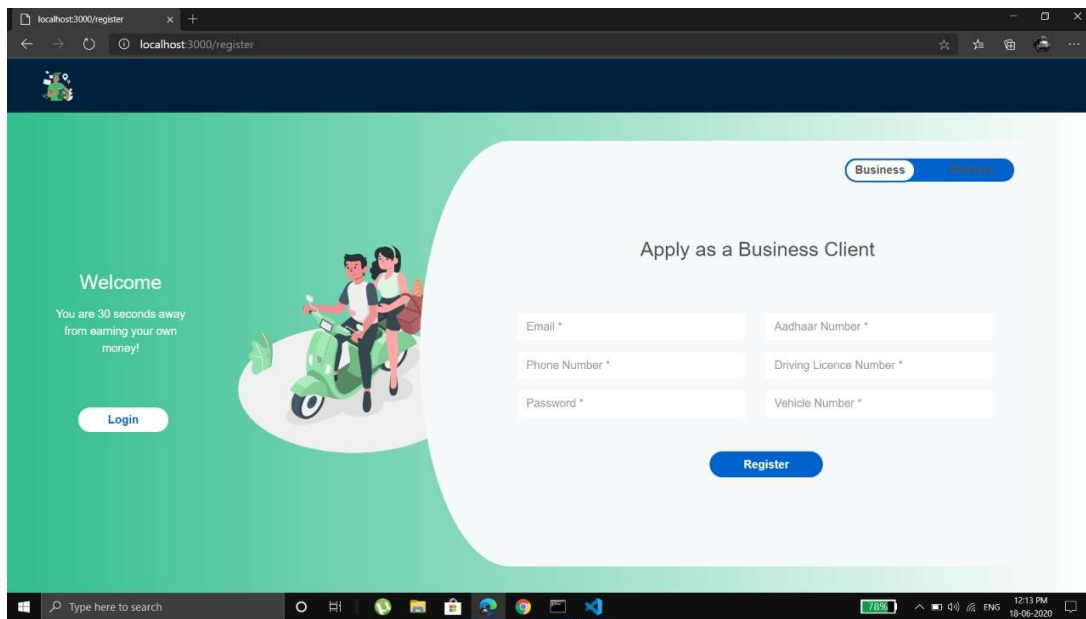 localhost:3000/register
localhost:3000/register
Business
Delivery
Apply as a Business Client
Welcome
You are 30 seconds away
from earning your own
money!
Login
Email *
Aadhaar Number *
Phone Number *
Driving Licence Number *
Password *
Vehicle Number *
Register
Type here to search
78%
ENG
12:13 PM
18-06-2020